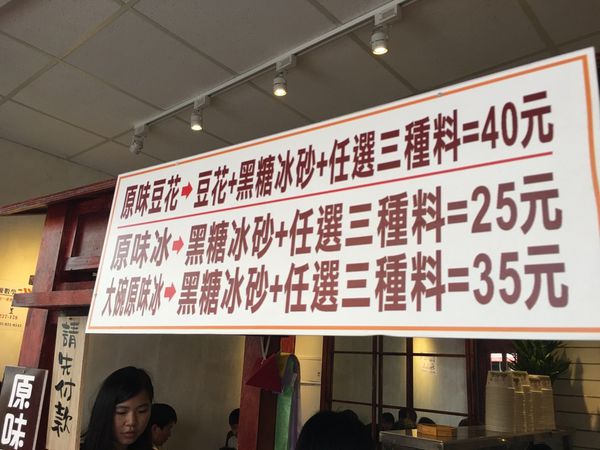 原味豆花➡豆花+黑糖冰砂+任選三種料=40元
原味冰➡黑糖冰砂+任選三種料=25元
大碗原味冰➡黑糖冰砂+任選三種料=35元
請先付款
原味